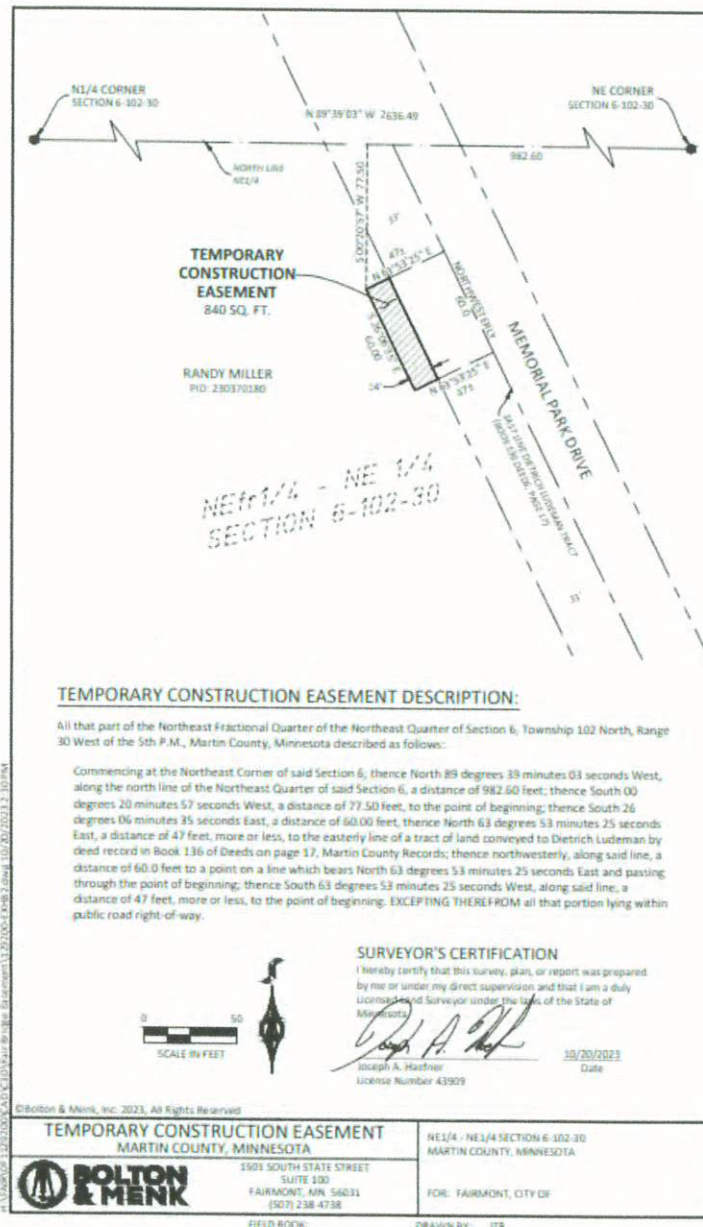 N1/4 CORNER
SECTION 6-102-30
NE CORNER
SECTION 6-102-30
N 89°39'03" W 2636.49
982.60
NORTH LINE
NE1/4
S 00°20'57" W 77.50
33'
47±
N 63°53'25" E
TEMPORARY
CONSTRUCTION
EASEMENT
840 SQ. FT.
NORTHWESTERLY
60.0
S 26°06'35" E
60.00
MEMORIAL PARK DRIVE
RANDY MILLER
PID: 230370180
14'
N 63°53'25" E
47±
EAST LINE DIETRICH LUDEMAN TRACT
(BOOK 136 DEEDS, PAGE 17)
NEfr1/4 - NE 1/4
SECTION 6-102-30
33'
TEMPORARY CONSTRUCTION EASEMENT DESCRIPTION:
All that part of the Northeast Fractional Quarter of the Northeast Quarter of Section 6, Township 102 North, Range
30 West of the 5th P.M., Martin County, Minnesota described as follows:
Commencing at the Northeast Corner of said Section 6, thence North 89 degrees 39 minutes 03 seconds West,
along the north line of the Northeast Quarter of said Section 6, a distance of 982.60 feet; thence South 00
degrees 20 minutes 57 seconds West, a distance of 77.50 feet, to the point of beginning; thence South 26
degrees 06 minutes 35 seconds East, a distance of 60.00 feet, thence North 63 degrees 53 minutes 25 seconds
East, a distance of 47 feet, more or less, to the easterly line of a tract of land conveyed to Dietrich Ludeman by
deed record in Book 136 of Deeds on page 17, Martin County Records; thence northwesterly, along said line, a
distance of 60.0 feet to a point on a line which bears North 63 degrees 53 minutes 25 seconds East and passing
through the point of beginning; thence South 63 degrees 53 minutes 25 seconds West, along said line, a
distance of 47 feet, more or less, to the point of beginning. EXCEPTING THEREFROM all that portion lying within
public road right-of-way.
SURVEYOR'S CERTIFICATION
I hereby certify that this survey, plan, or report was prepared
by me or under my direct supervision and that I am a duly
Licensed Land Surveyor under the laws of the State of
Minnesota
Joseph A. Haefner
10/20/2023
Joseph A. Haefner
Date
License Number 43909
0 50
SCALE IN FEET
©Bolton & Menk, Inc. 2023, All Rights Reserved
TEMPORARY CONSTRUCTION EASEMENT
MARTIN COUNTY, MINNESOTA
NE1/4 - NE1/4 SECTION 6-102-30
MARTIN COUNTY, MINNESOTA
BOLTON
& MENK
1501 SOUTH STATE STREET
SUITE 100
FAIRMONT, MN 56031
(507) 238-4738
FOR: FAIRMONT, CITY OF
FIELD BOOK:
DRAWN BY: JTR
10/20/2023 2:10 PM